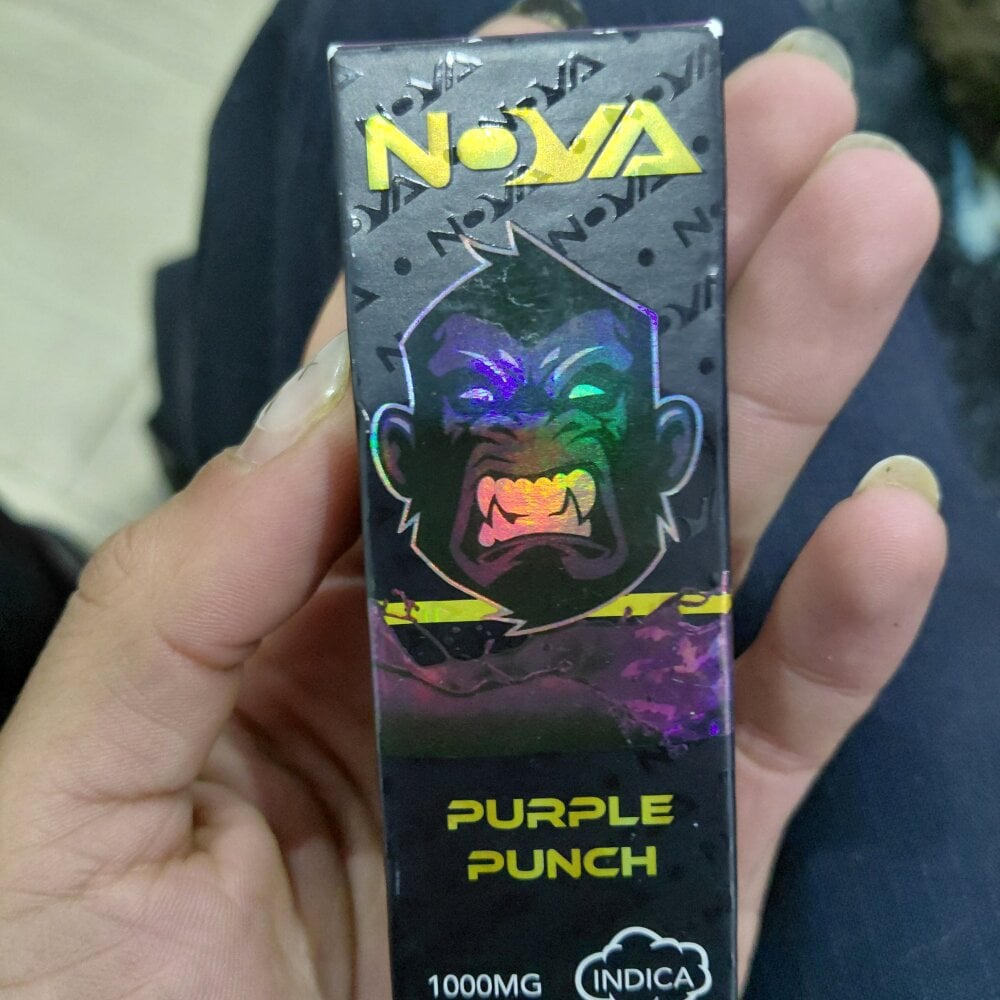 NOVA
PURPLE
PUNCH
1000MG
INDICA